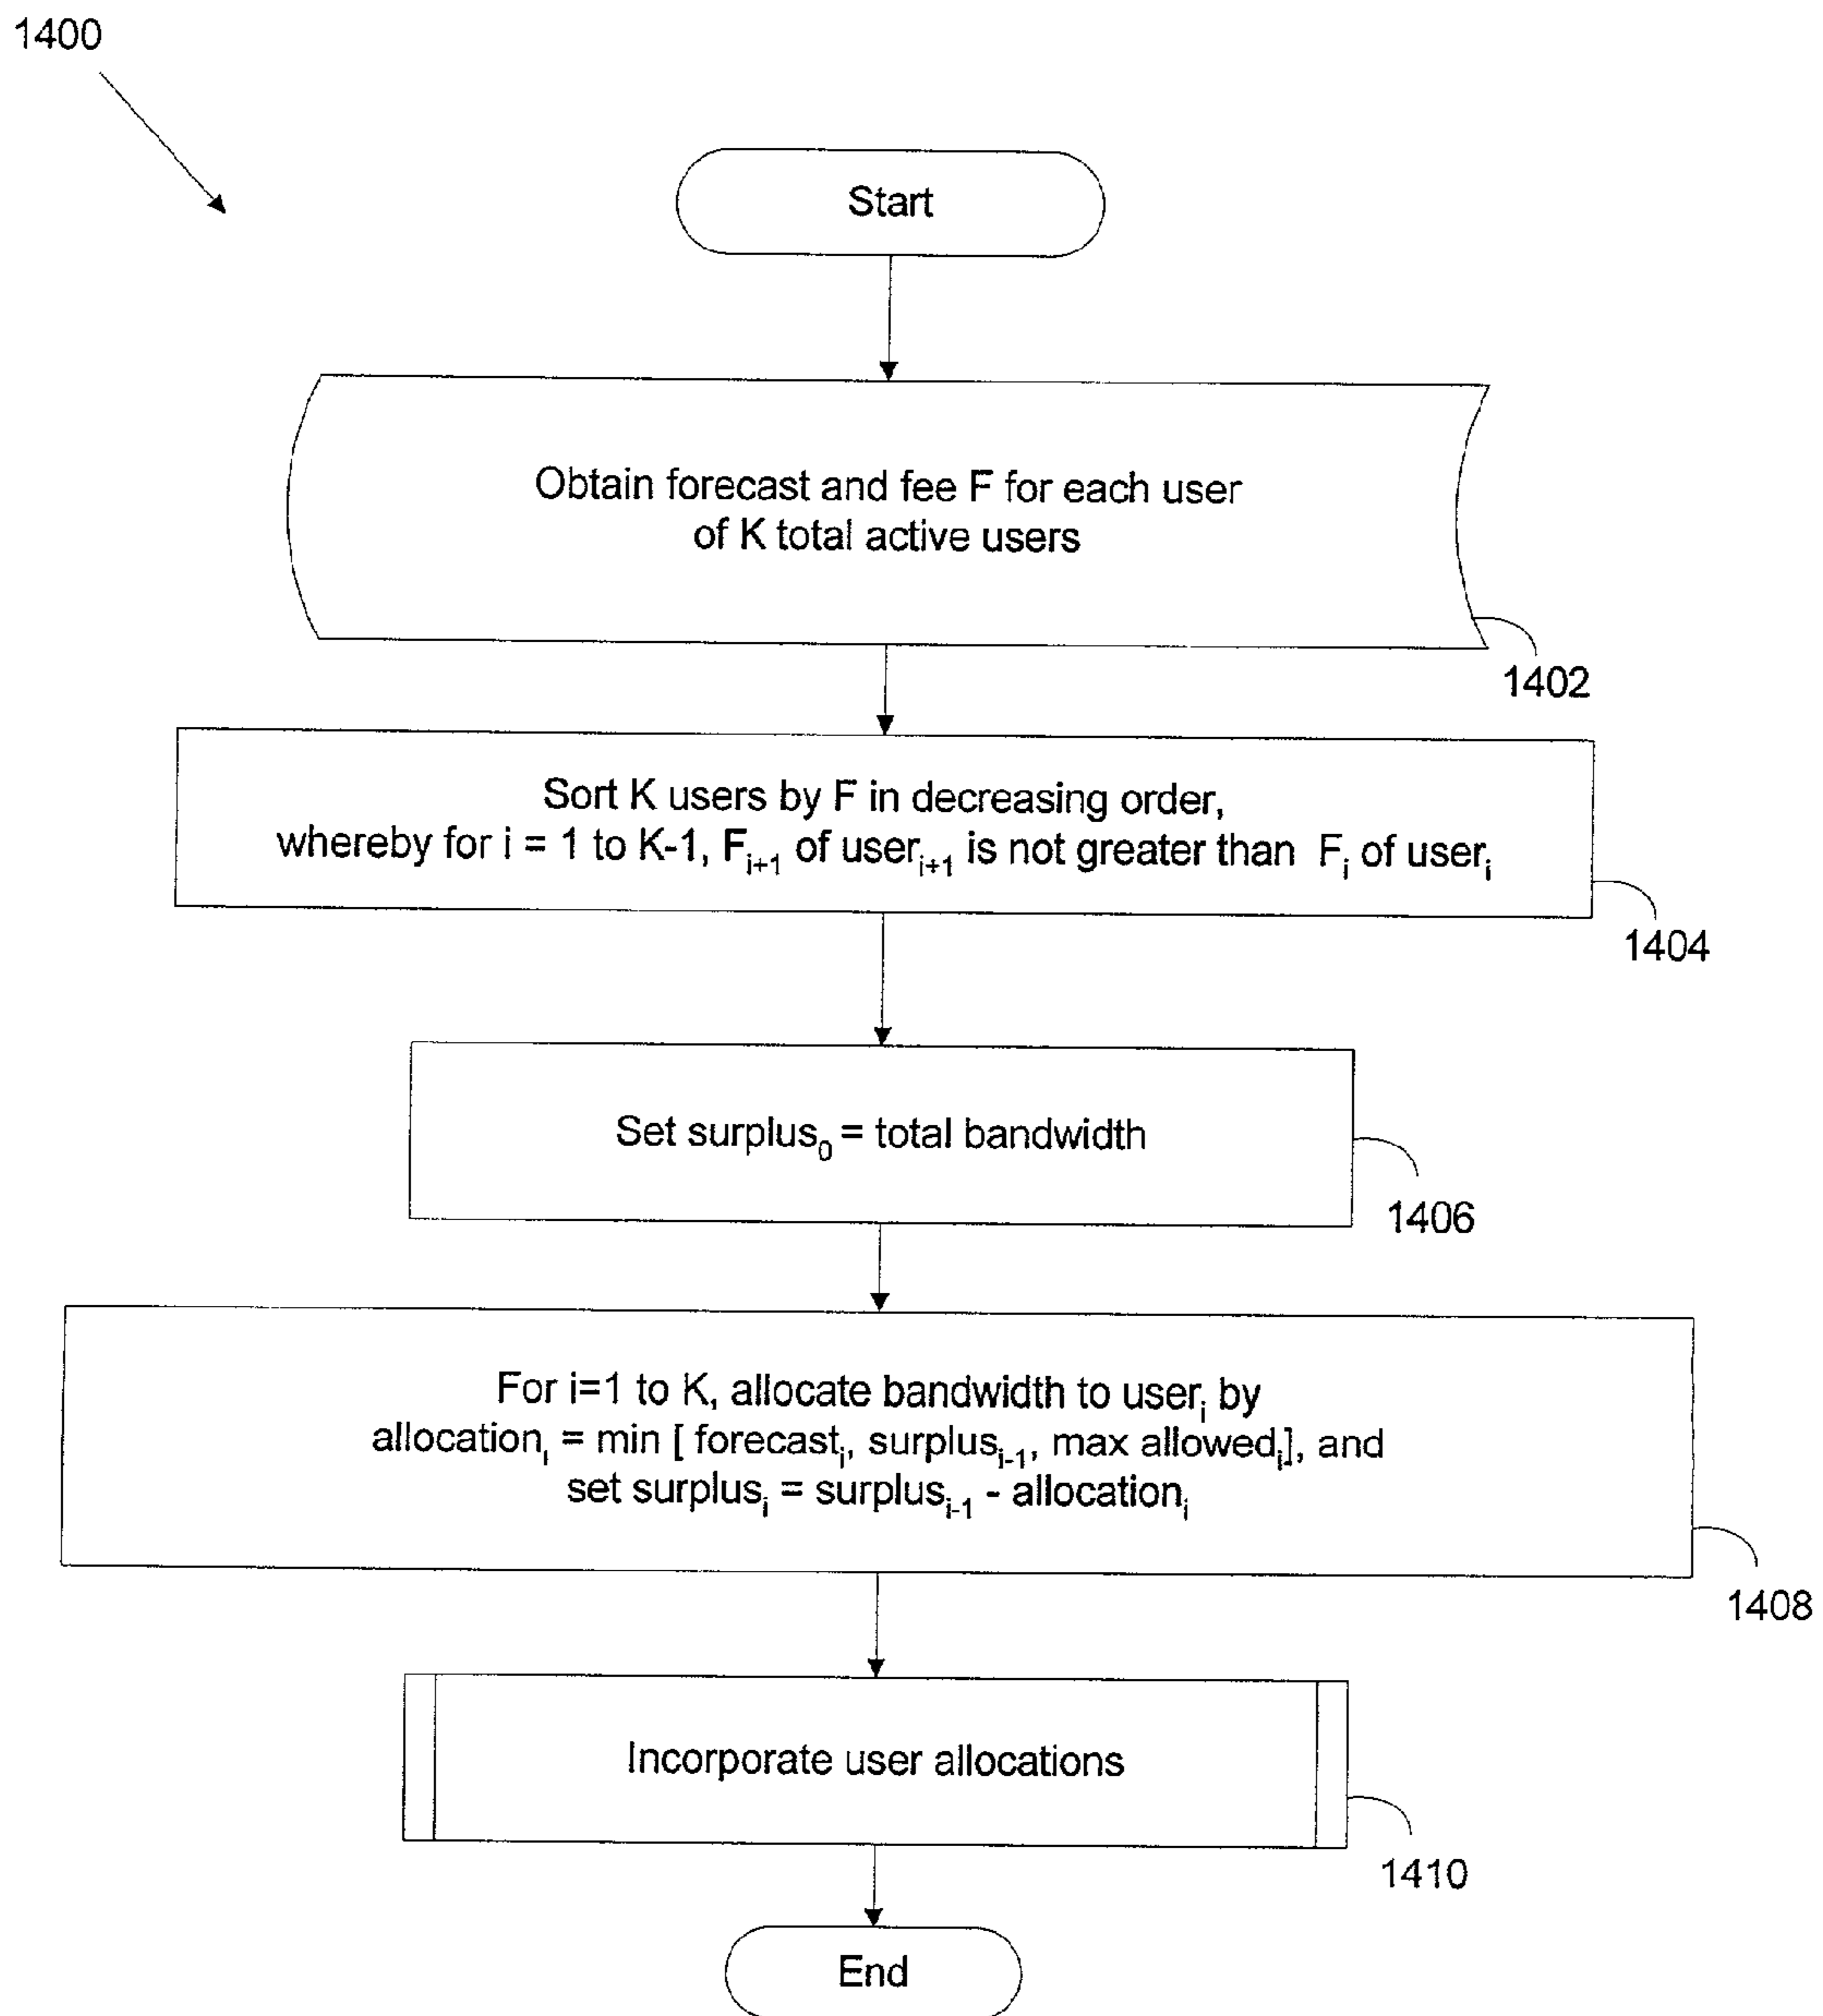 1400
Start
Obtain forecast and fee F for each user
of K total active users
1402
Sort K users by F in decreasing order,
whereby for i = 1 to K-1, Fᵢ₊₁ of userᵢ₊₁ is not greater than Fᵢ of userᵢ
1404
Set surplus₀ = total bandwidth
1406
For i=1 to K, allocate bandwidth to userᵢ by
allocationᵢ = min [ forecastᵢ, surplusᵢ₋₁, max allowedᵢ], and
set surplusᵢ = surplusᵢ₋₁ - allocationᵢ
1408
Incorporate user allocations
1410
End